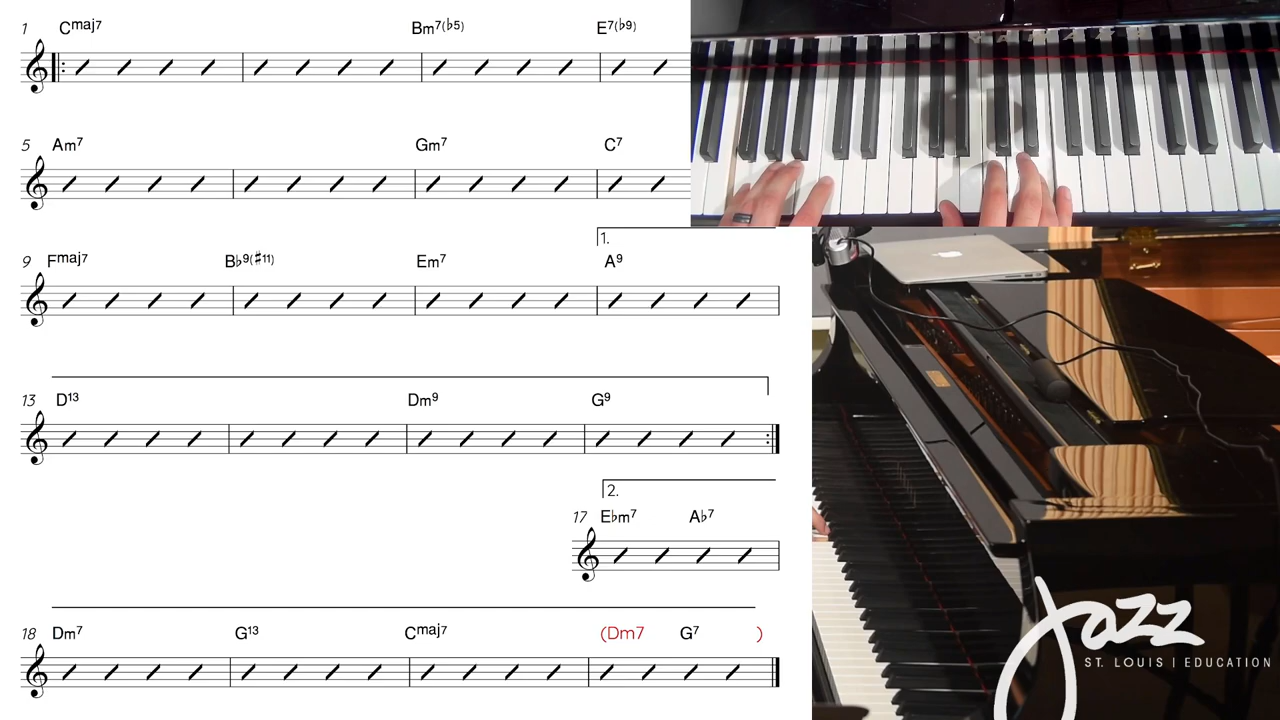 1 Cmaj7 Bm7(♭5) E7(♭9)
5 Am7 Gm7 C7
1.
9 Fmaj7 B♭9(♯11) Em7 A9
13 D13 Dm9 G9
2.
17 E♭m7 A♭7
18 Dm7 G13 Cmaj7 (Dm7 G7 )
Jazz
ST. LOUIS | EDUCATION